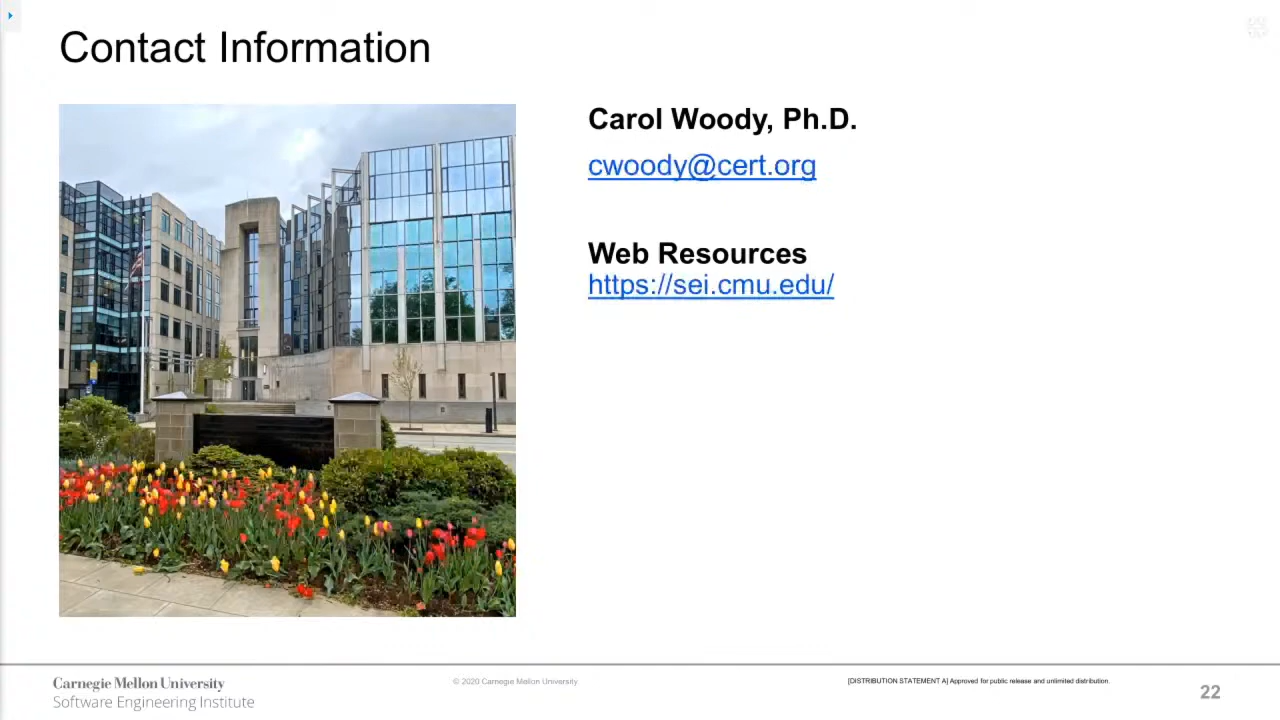 Contact Information
Carol Woody, Ph.D.
cwoody@cert.org
Web Resources
https://sei.cmu.edu/
Carnegie Mellon University
Software Engineering Institute
© 2020 Carnegie Mellon University
[DISTRIBUTION STATEMENT A] Approved for public release and unlimited distribution.
22